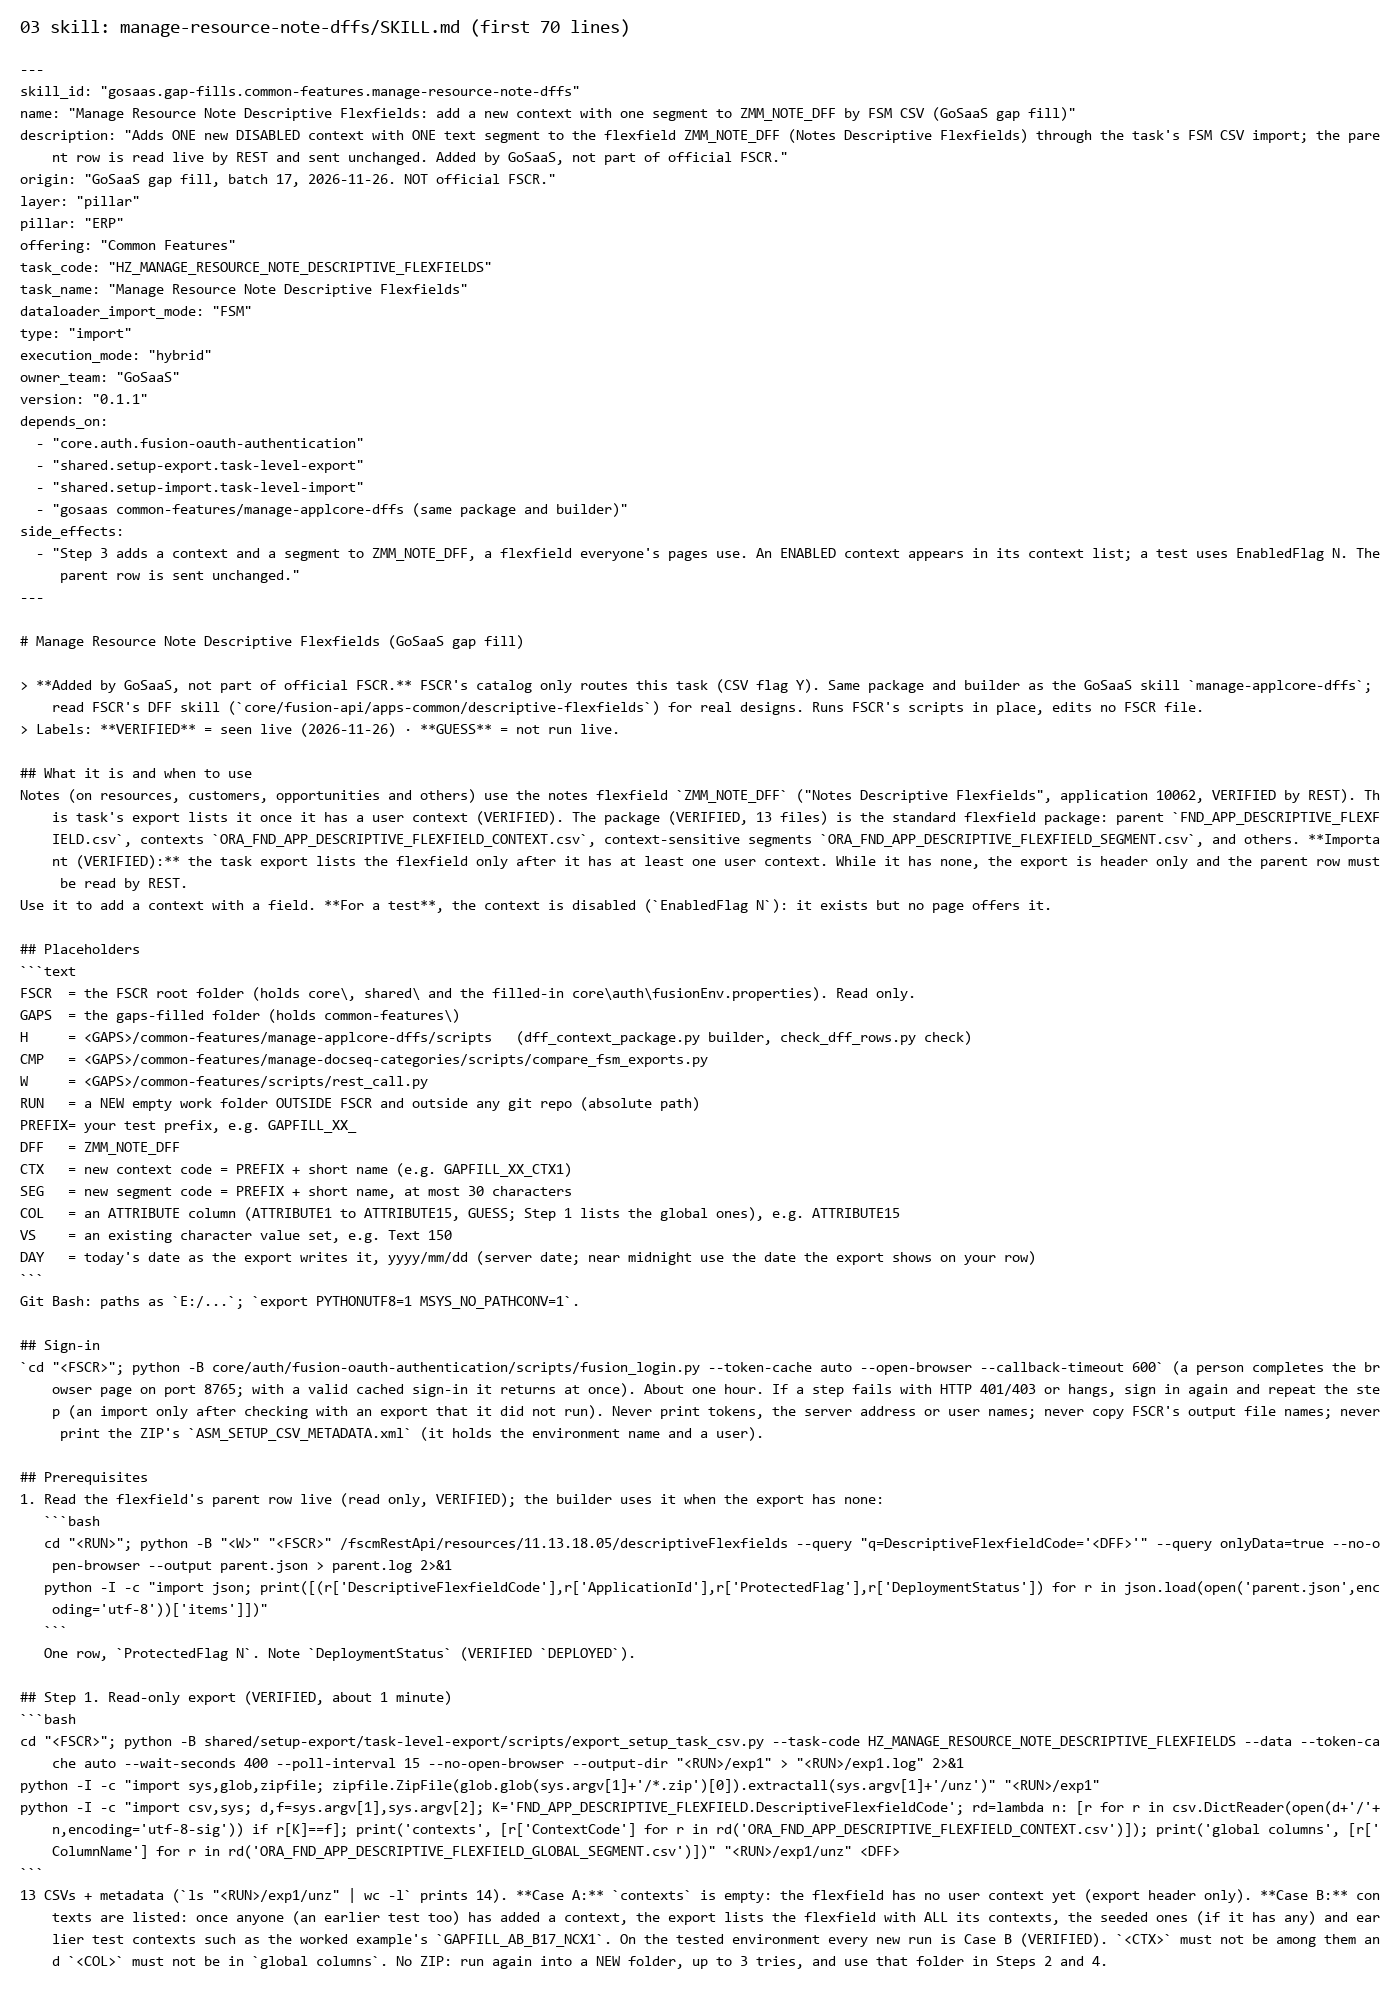 03 skill: manage-resource-note-dffs/SKILL.md (first 70 lines)
---
skill_id: "gosaas.gap-fills.common-features.manage-resource-note-dffs"
name: "Manage Resource Note Descriptive Flexfields: add a new context with one segment to ZMM_NOTE_DFF by FSM CSV (GoSaaS gap fill)"
description: "Adds ONE new DISABLED context with ONE text segment to the flexfield ZMM_NOTE_DFF (Notes Descriptive Flexfields) through the task's FSM CSV import; the pare
nt row is read live by REST and sent unchanged. Added by GoSaaS, not part of official FSCR."
origin: "GoSaaS gap fill, batch 17, 2026-11-26. NOT official FSCR."
layer: "pillar"
pillar: "ERP"
offering: "Common Features"
task_code: "HZ_MANAGE_RESOURCE_NOTE_DESCRIPTIVE_FLEXFIELDS"
task_name: "Manage Resource Note Descriptive Flexfields"
dataloader_import_mode: "FSM"
type: "import"
execution_mode: "hybrid"
owner_team: "GoSaaS"
version: "0.1.1"
depends_on:
  - "core.auth.fusion-oauth-authentication"
  - "shared.setup-export.task-level-export"
  - "shared.setup-import.task-level-import"
  - "gosaas common-features/manage-applcore-dffs (same package and builder)"
side_effects:
  - "Step 3 adds a context and a segment to ZMM_NOTE_DFF, a flexfield everyone's pages use. An ENABLED context appears in its context list; a test uses EnabledFlag N. The
parent row is sent unchanged."
---
# Manage Resource Note Descriptive Flexfields (GoSaaS gap fill)
> **Added by GoSaaS, not part of official FSCR.** FSCR's catalog only routes this task (CSV flag Y). Same package and builder as the GoSaaS skill `manage-applcore-dffs`;
read FSCR's DFF skill (`core/fusion-api/apps-common/descriptive-flexfields`) for real designs. Runs FSCR's scripts in place, edits no FSCR file.
> Labels: **VERIFIED** = seen live (2026-11-26) · **GUESS** = not run live.
## What it is and when to use
Notes (on resources, customers, opportunities and others) use the notes flexfield `ZMM_NOTE_DFF` ("Notes Descriptive Flexfields", application 10062, VERIFIED by REST). Th
is task's export lists it once it has a user context (VERIFIED). The package (VERIFIED, 13 files) is the standard flexfield package: parent `FND_APP_DESCRIPTIVE_FLEXF
IELD.csv`, contexts `ORA_FND_APP_DESCRIPTIVE_FLEXFIELD_CONTEXT.csv`, context-sensitive segments `ORA_FND_APP_DESCRIPTIVE_FLEXFIELD_SEGMENT.csv`, and others. **Importa
nt (VERIFIED):** the task export lists the flexfield only after it has at least one user context. While it has none, the export is header only and the parent row must
be read by REST.
Use it to add a context with a field. **For a test**, the context is disabled (`EnabledFlag N`): it exists but no page offers it.
## Placeholders
```text
FSCR  = the FSCR root folder (holds core\, shared\ and the filled-in core\auth\fusionEnv.properties). Read only.
GAPS  = the gaps-filled folder (holds common-features\)
H     = <GAPS>/common-features/manage-applcore-dffs/scripts   (dff_context_package.py builder, check_dff_rows.py check)
CMP   = <GAPS>/common-features/manage-docseq-categories/scripts/compare_fsm_exports.py
W     = <GAPS>/common-features/scripts/rest_call.py
RUN   = a NEW empty work folder OUTSIDE FSCR and outside any git repo (absolute path)
PREFIX= your test prefix, e.g. GAPFILL_XX_
DFF   = ZMM_NOTE_DFF
CTX   = new context code = PREFIX + short name (e.g. GAPFILL_XX_CTX1)
SEG   = new segment code = PREFIX + short name, at most 30 characters
COL   = an ATTRIBUTE column (ATTRIBUTE1 to ATTRIBUTE15, GUESS; Step 1 lists the global ones), e.g. ATTRIBUTE15
VS    = an existing character value set, e.g. Text 150
DAY   = today's date as the export writes it, yyyy/mm/dd (server date; near midnight use the date the export shows on your row)
```
Git Bash: paths as `E:/...`; `export PYTHONUTF8=1 MSYS_NO_PATHCONV=1`.
## Sign-in
`cd "<FSCR>"; python -B core/auth/fusion-oauth-authentication/scripts/fusion_login.py --token-cache auto --open-browser --callback-timeout 600` (a person completes the br
owser page on port 8765; with a valid cached sign-in it returns at once). About one hour. If a step fails with HTTP 401/403 or hangs, sign in again and repeat the ste
p (an import only after checking with an export that it did not run). Never print tokens, the server address or user names; never copy FSCR's output file names; never
print the ZIP's `ASM_SETUP_CSV_METADATA.xml` (it holds the environment name and a user).
## Prerequisites
1. Read the flexfield's parent row live (read only, VERIFIED); the builder uses it when the export has none:
```bash
cd "<RUN>"; python -B "<W>" "<FSCR>" /fscmRestApi/resources/11.13.18.05/descriptiveFlexfields --query "q=DescriptiveFlexfieldCode='<DFF>'" --query onlyData=true --no-o
pen-browser --output parent.json > parent.log 2>&1
python -I -c "import json; print([(r['DescriptiveFlexfieldCode'],r['ApplicationId'],r['ProtectedFlag'],r['DeploymentStatus']) for r in json.load(open('parent.json',enc
oding='utf-8'))['items']])"
```
One row, `ProtectedFlag N`. Note `DeploymentStatus` (VERIFIED `DEPLOYED`).
## Step 1. Read-only export (VERIFIED, about 1 minute)
```bash
cd "<FSCR>"; python -B shared/setup-export/task-level-export/scripts/export_setup_task_csv.py --task-code HZ_MANAGE_RESOURCE_NOTE_DESCRIPTIVE_FLEXFIELDS --data --token-ca
che auto --wait-seconds 400 --poll-interval 15 --no-open-browser --output-dir "<RUN>/exp1" > "<RUN>/exp1.log" 2>&1
python -I -c "import sys,glob,zipfile; zipfile.ZipFile(glob.glob(sys.argv[1]+'/*.zip')[0]).extractall(sys.argv[1]+'/unz')" "<RUN>/exp1"
python -I -c "import csv,sys; d,f=sys.argv[1],sys.argv[2]; K='FND_APP_DESCRIPTIVE_FLEXFIELD.DescriptiveFlexfieldCode'; rd=lambda n: [r for r in csv.DictReader(open(d+'/'+
n,encoding='utf-8-sig')) if r[K]==f]; print('contexts', [r['ContextCode'] for r in rd('ORA_FND_APP_DESCRIPTIVE_FLEXFIELD_CONTEXT.csv')]); print('global columns', [r['
ColumnName'] for r in rd('ORA_FND_APP_DESCRIPTIVE_FLEXFIELD_GLOBAL_SEGMENT.csv')])" "<RUN>/exp1/unz" <DFF>
```
13 CSVs + metadata (`ls "<RUN>/exp1/unz" | wc -l` prints 14). **Case A:** `contexts` is empty: the flexfield has no user context yet (export header only). **Case B:** con
texts are listed: once anyone (an earlier test too) has added a context, the export lists the flexfield with ALL its contexts, the seeded ones (if it has any) and ear
lier test contexts such as the worked example's `GAPFILL_AB_B17_NCX1`. On the tested environment every new run is Case B (VERIFIED). `<CTX>` must not be among them an
d `<COL>` must not be in `global columns`. No ZIP: run again into a NEW folder, up to 3 tries, and use that folder in Steps 2 and 4.